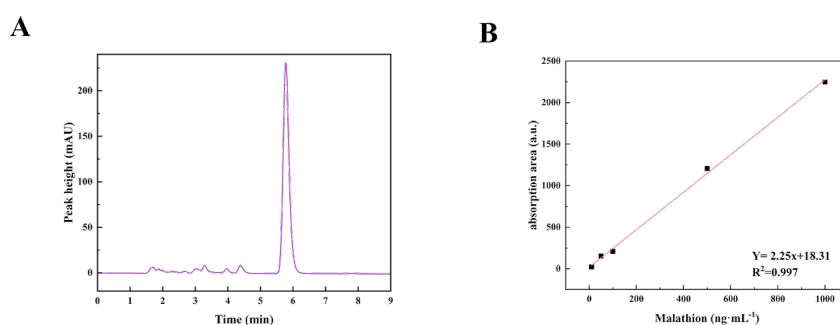 A
B
200
150
100
50
0
Peak height (mAU)
0 1 2 3 4 5 6 7 8 9
Time (min)
2500
2000
1500
1250
500
0
absorption area (a.u.)
Y= 2.25x+18.31
R²=0.997
0 200 400 600 800 1000
Malathion (ng·mL⁻¹)